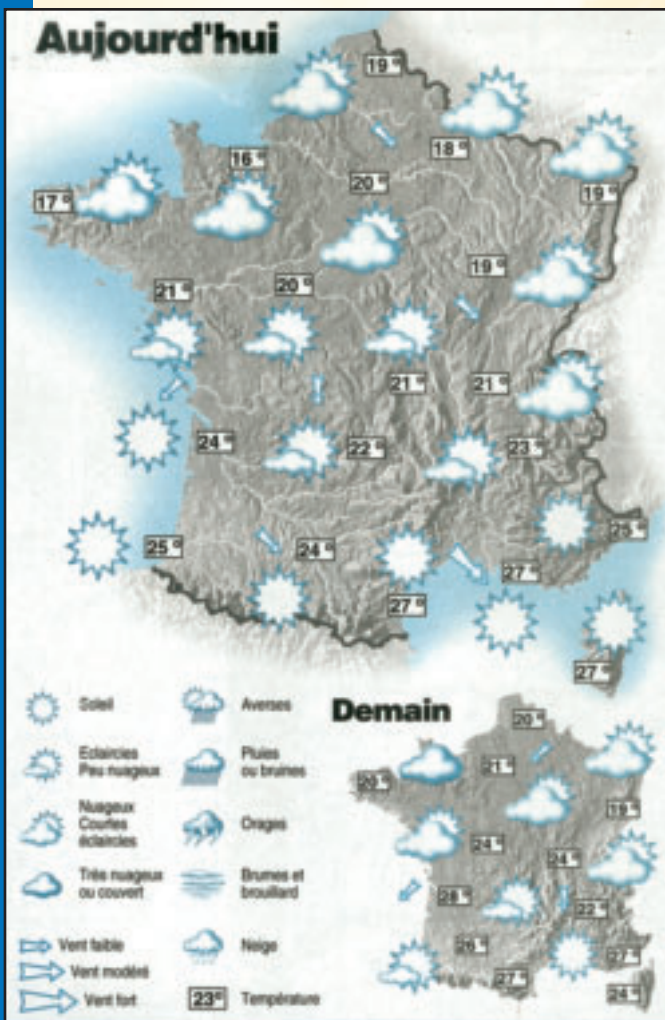 Aujourd'hui
19°
18°
16°
20°
17°
19°
19°
21°
20°
21°
21°
24°
22°
23°
25°
25°
24°
27°
27°
27°
Soleil
Averses
Eclaircies
Peu nuageux
Pluies
ou bruines
Nuageux
Courtes
éclaircies
Orages
Très nuageux
ou couvert
Brumes et
brouillard
Vent faible
Neige
Vent modéré
Vent fort
23°
Température
Demain
20°
21°
20°
19°
24°
24°
28°
22°
26°
27°
27°
24°